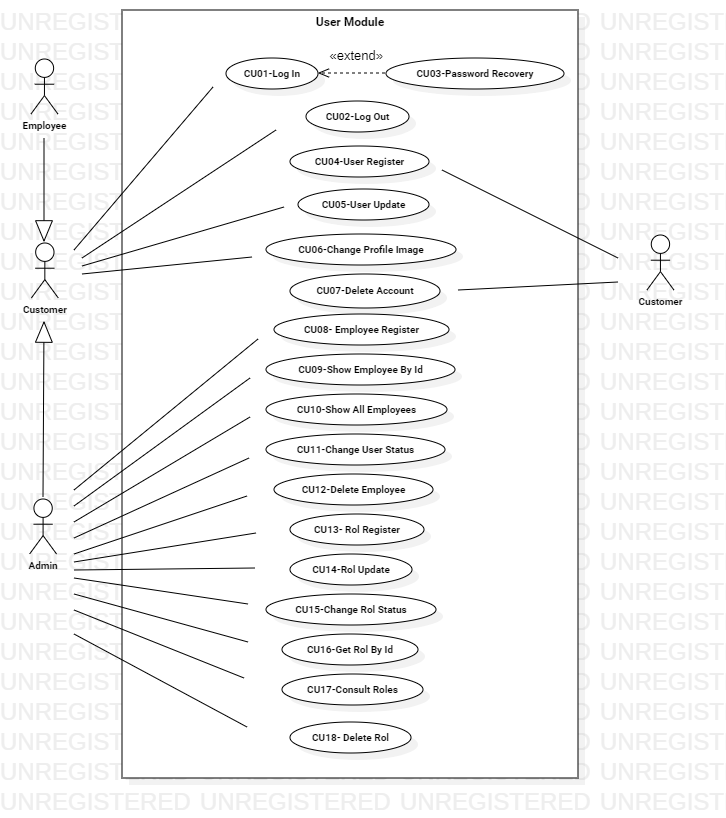 User Module
«extend»
CU01-Log In
CU03-Password Recovery
CU02-Log Out
Employee
CU04-User Register
CU05-User Update
CU06-Change Profile Image
CU07-Delete Account
Customer
Customer
CU08- Employee Register
CU09-Show Employee By Id
CU10-Show All Employees
CU11-Change User Status
CU12-Delete Employee
CU13- Rol Register
Admin
CU14-Rol Update
CU15-Change Rol Status
CU16-Get Rol By Id
CU17-Consult Roles
CU18- Delete Rol
UNREGISTERED UNREGISTERED UNREGISTERED UNREGIST